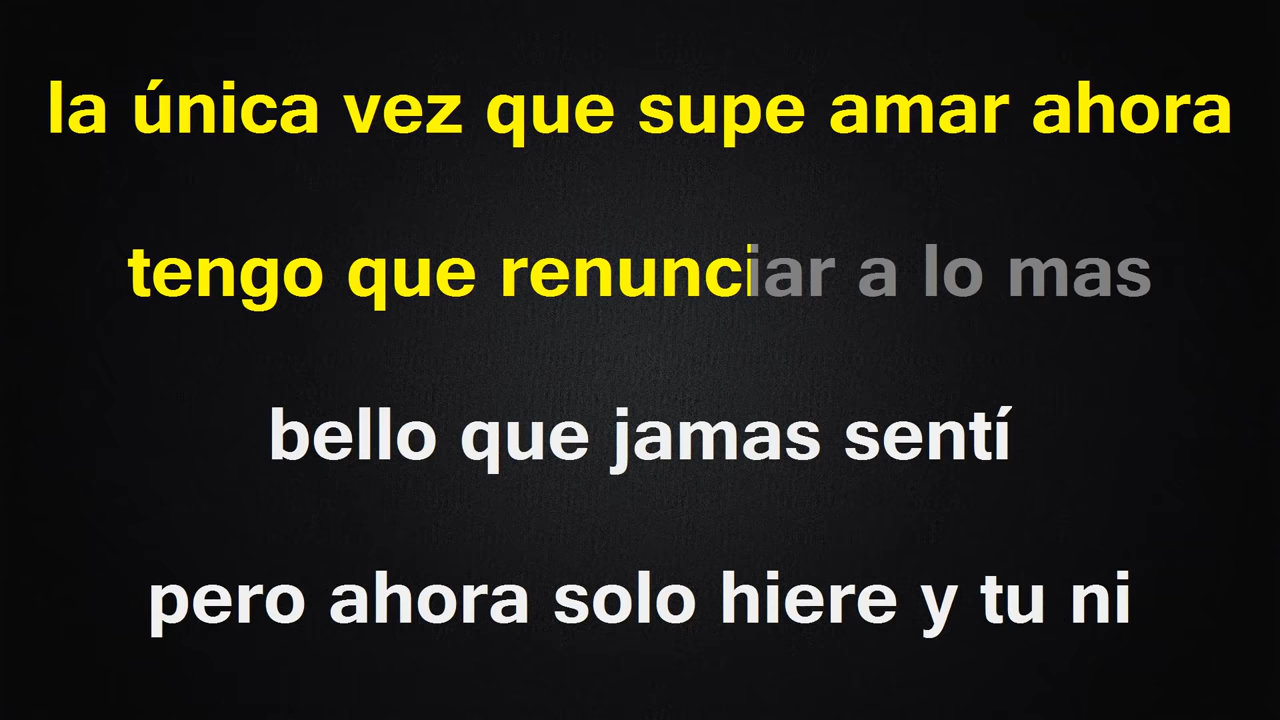 la única vez que supe amar ahora
tengo que renunciar a lo mas
bello que jamas sentí
pero ahora solo hiere y tu ni